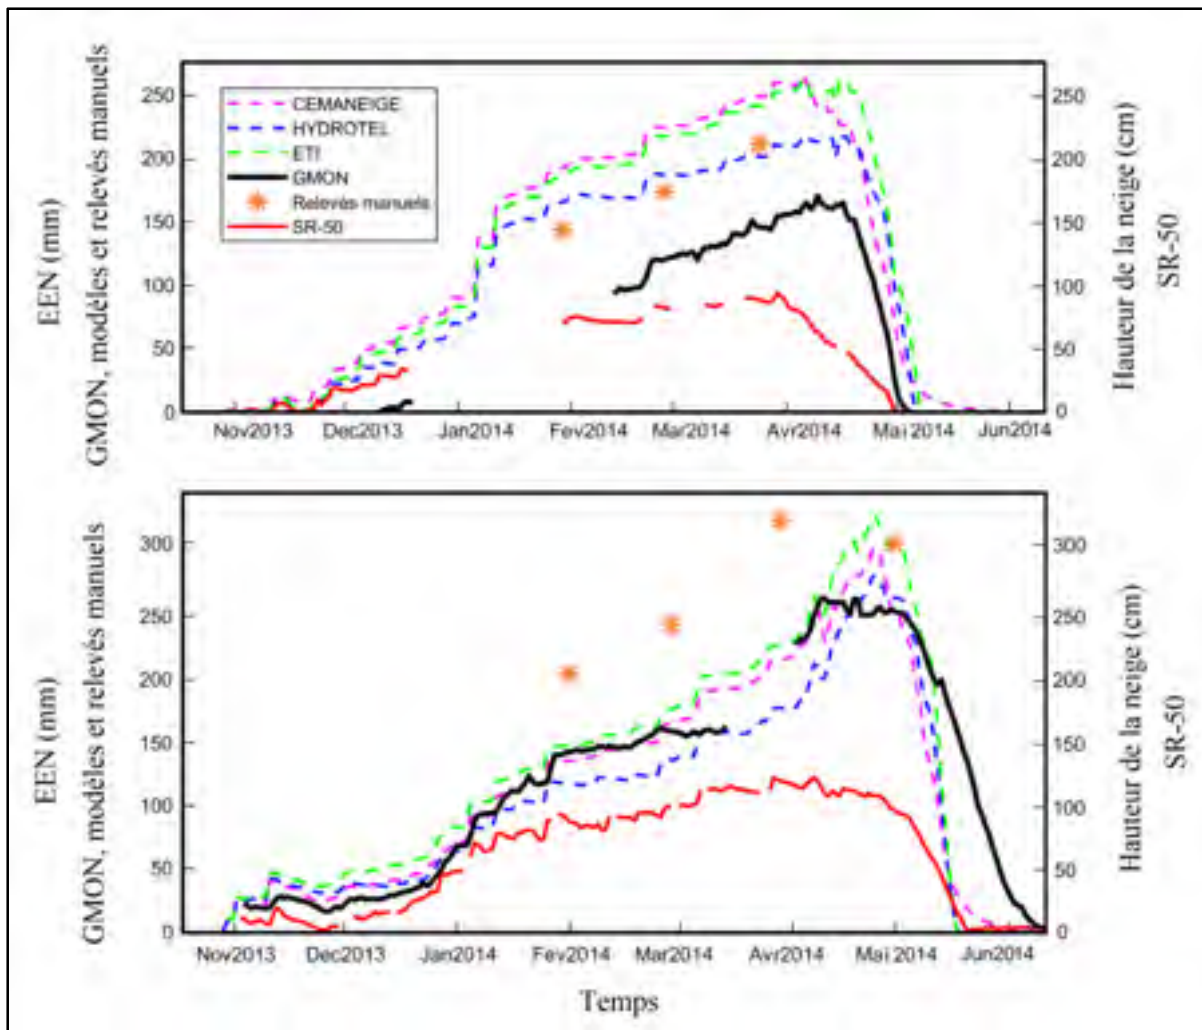 EEN (mm)
GMON, modèles et relevés manuels
250
200
150
100
50
0
CEMANEIGE
HYDROTEL
ETI
GMON
Relevés manuels
SR-50
250
200
150
100
50
0
Hauteur de la neige (cm)
SR-50
Nov2013 Dec2013 Jan2014 Fev2014 Mar2014 Avr2014 Mai2014 Jun2014
EEN (mm)
GMON, modèles et relevés manuels
300
250
200
150
100
50
0
300
250
200
150
100
50
0
Hauteur de la neige (cm)
SR-50
Nov2013 Dec2013 Jan2014 Fev2014 Mar2014 Avr2014 Mai2014 Jun2014
Temps